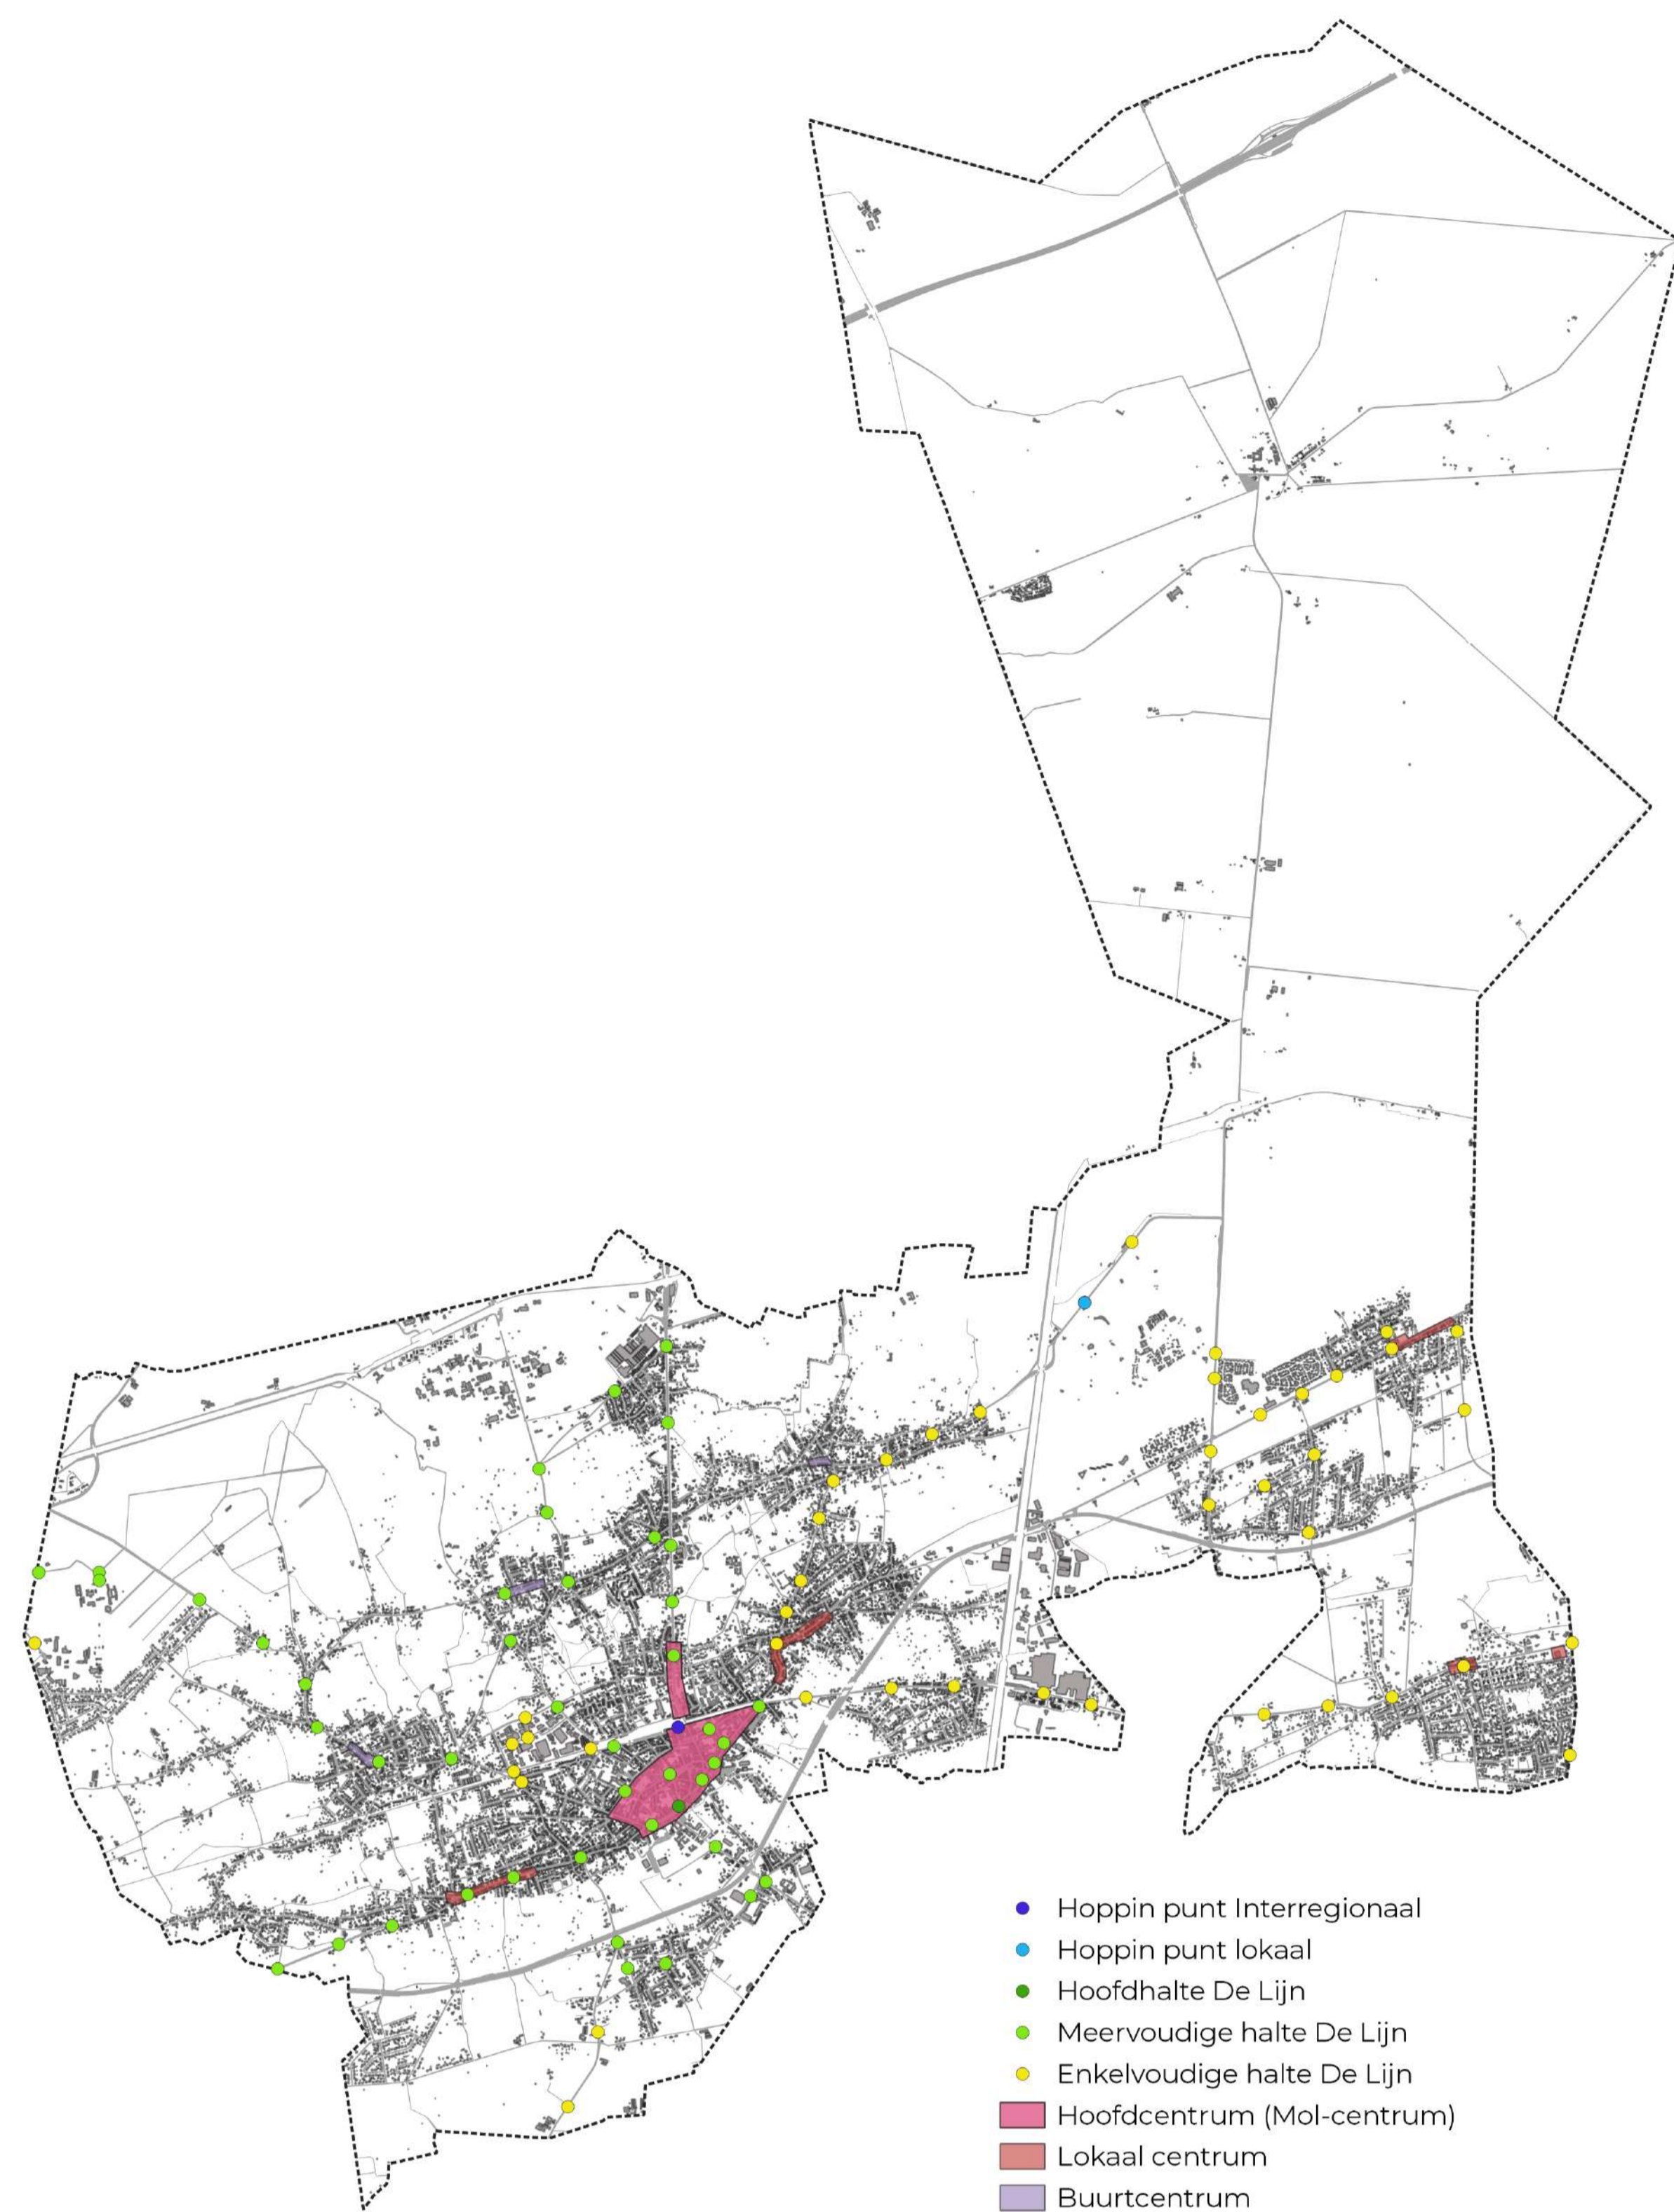 Hoppin punt Interregionaal
Hoppin punt lokaal
Hoofdhalte De Lijn
Meervoudige halte De Lijn
Enkelvoudige halte De Lijn
Hoofdcentrum (Mol-centrum)
Lokaal centrum
Buurtcentrum